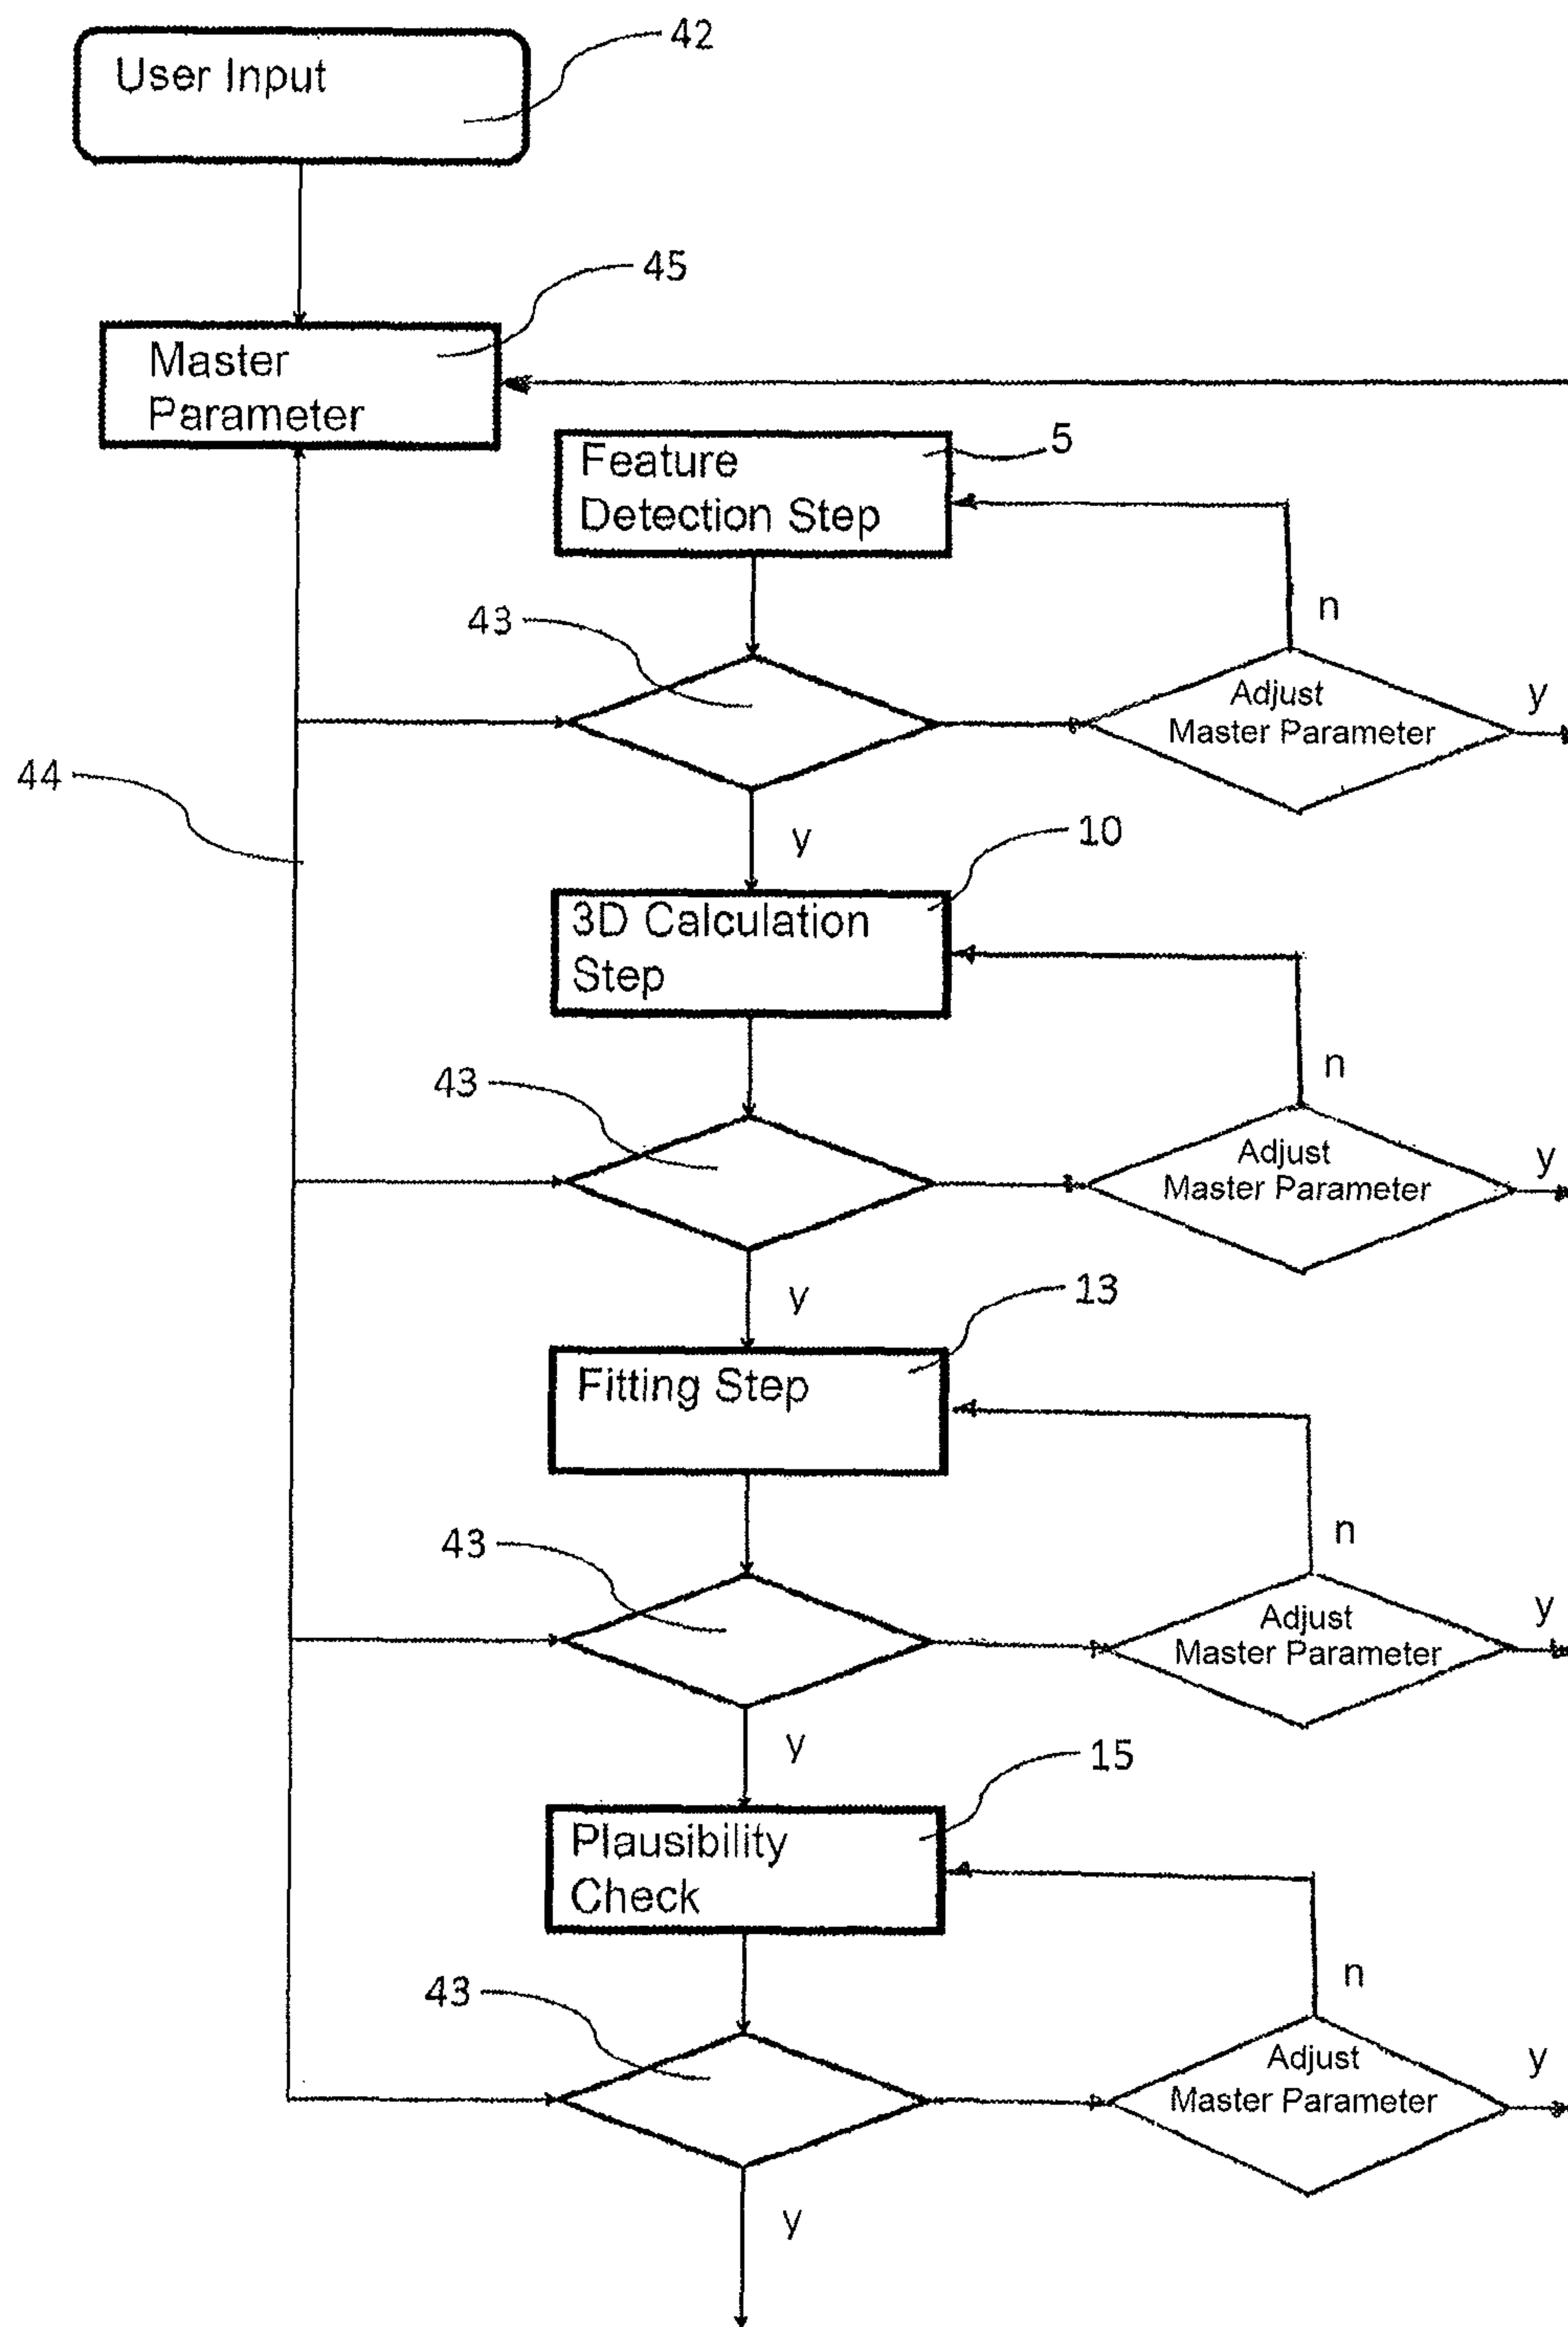 42
User Input
45
Master
Parameter
5
Feature
Detection Step
n
43
Adjust
Master Parameter
y
44
y
10
3D Calculation
Step
n
43
Adjust
Master Parameter
y
y
13
Fitting Step
n
43
Adjust
Master Parameter
y
y
15
Plausibility
Check
n
43
Adjust
Master Parameter
y
y